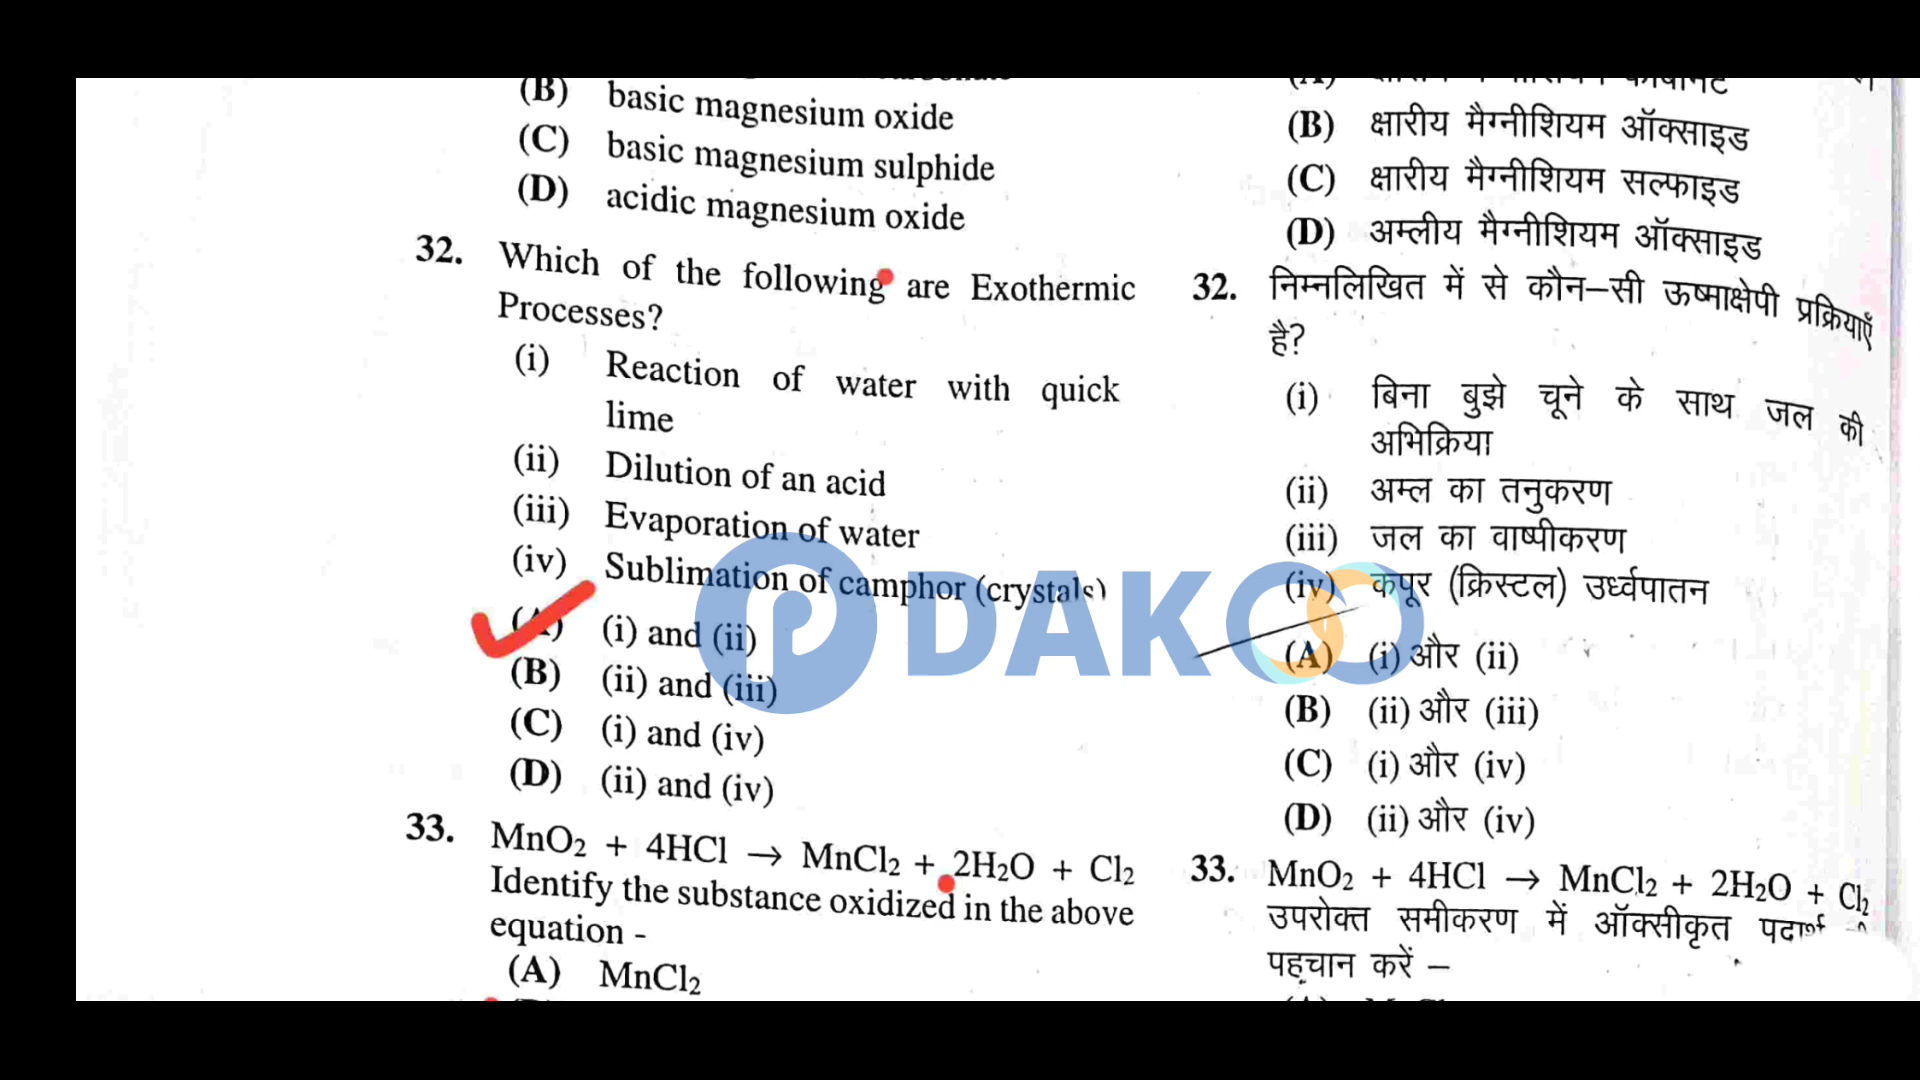 (B) basic magnesium oxide
(C) basic magnesium sulphide
(D) acidic magnesium oxide
32. Which of the following are Exothermic
Processes?
(i) Reaction of water with quick
lime
(ii) Dilution of an acid
(iii) Evaporation of water
(iv) Sublimation of camphor (crystals)
(A) (i) and (ii)
(B) (ii) and (iii)
(C) (i) and (iv)
(D) (ii) and (iv)
33. MnO₂ + 4HCl → MnCl₂ + 2H₂O + Cl₂
Identify the substance oxidized in the above
equation -
(A) MnCl₂
(B) क्षारीय मैग्नीशियम ऑक्साइड
(C) क्षारीय मैग्नीशियम सल्फाइड
(D) अम्लीय मैग्नीशियम ऑक्साइड
32. निम्नलिखित में से कौन–सी ऊष्माक्षेपी प्रक्रियाएँ
है?
(i) बिना बुझे चूने के साथ जल की
अभिक्रिया
(ii) अम्ल का तनुकरण
(iii) जल का वाष्पीकरण
(iv) कपूर (क्रिस्टल) उर्ध्वपातन
(A) (i) और (ii)
(B) (ii) और (iii)
(C) (i) और (iv)
(D) (ii) और (iv)
33. MnO₂ + 4HCl → MnCl₂ + 2H₂O + Cl₂
उपरोक्त समीकरण में ऑक्सीकृत पदार्थ
पहचान करें –
PDAKOO